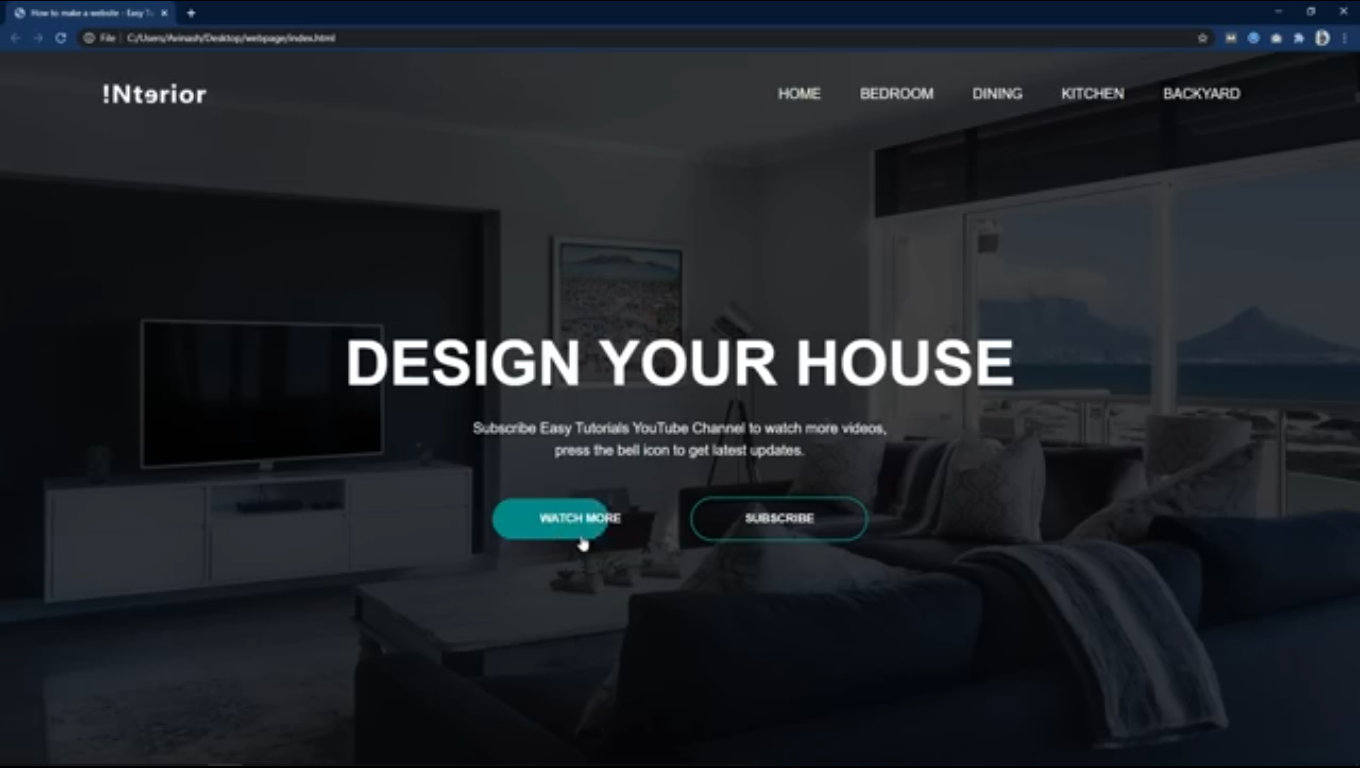 How to make a website - Easy Tu
File | C:/Users/Avinash/Desktop/webpage/index.html
!Ntɘrior
HOME BEDROOM DINING KITCHEN BACKYARD
DESIGN YOUR HOUSE
Subscribe Easy Tutorials YouTube Channel to watch more videos,
press the bell icon to get latest updates.
WATCH MORE SUBSCRIBE